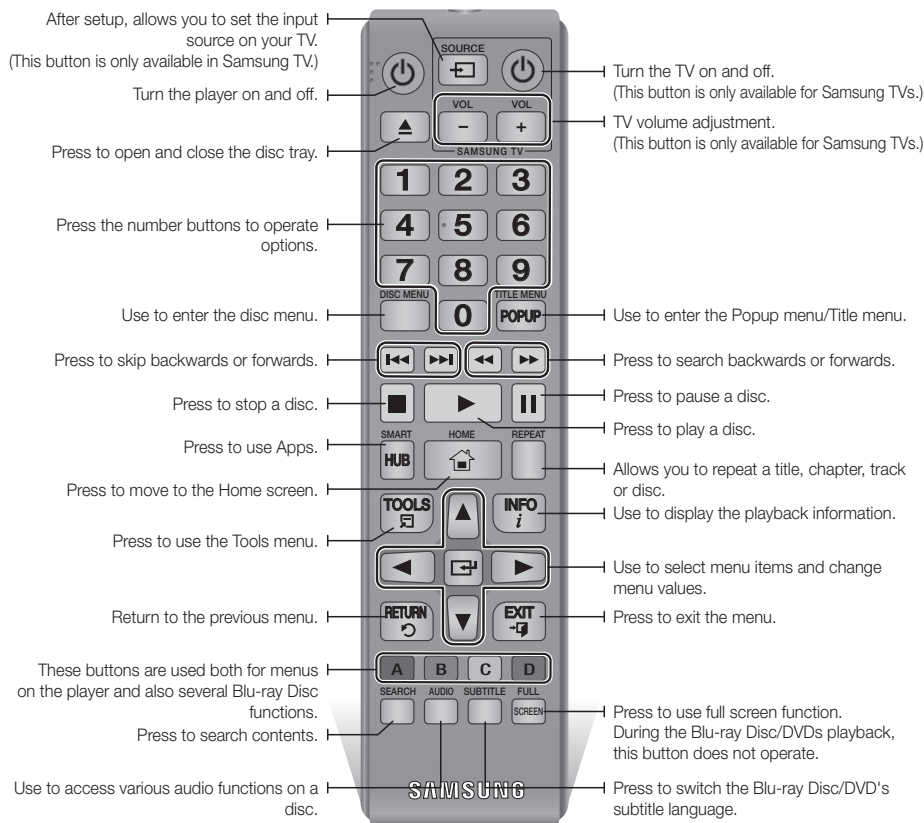 After setup, allows you to set the input
source on your TV.
(This button is only available in Samsung TV.)
Turn the player on and off.
Press to open and close the disc tray.
Press the number buttons to operate
options.
Use to enter the disc menu.
Press to skip backwards or forwards.
Press to stop a disc.
Press to use Apps.
Press to move to the Home screen.
Press to use the Tools menu.
Return to the previous menu.
These buttons are used both for menus
on the player and also several Blu-ray Disc
functions.
Press to search contents.
Use to access various audio functions on a
disc.
SOURCE
VOL VOL
- +
SAMSUNG TV
1 2 3
4 5 6
7 8 9
DISC MENU 0 TITLE MENU
POPUP
SMART HOME REPEAT
HUB
TOOLS INFO
i
RETURN EXIT
A B C D
SEARCH AUDIO SUBTITLE FULL
SCREEN
SAMSUNG
Turn the TV on and off.
(This button is only available for Samsung TVs.)
TV volume adjustment.
(This button is only available for Samsung TVs.)
Use to enter the Popup menu/Title menu.
Press to search backwards or forwards.
Press to pause a disc.
Press to play a disc.
Allows you to repeat a title, chapter, track
or disc.
Use to display the playback information.
Use to select menu items and change
menu values.
Press to exit the menu.
Press to use full screen function.
During the Blu-ray Disc/DVDs playback,
this button does not operate.
Press to switch the Blu-ray Disc/DVD's
subtitle language.